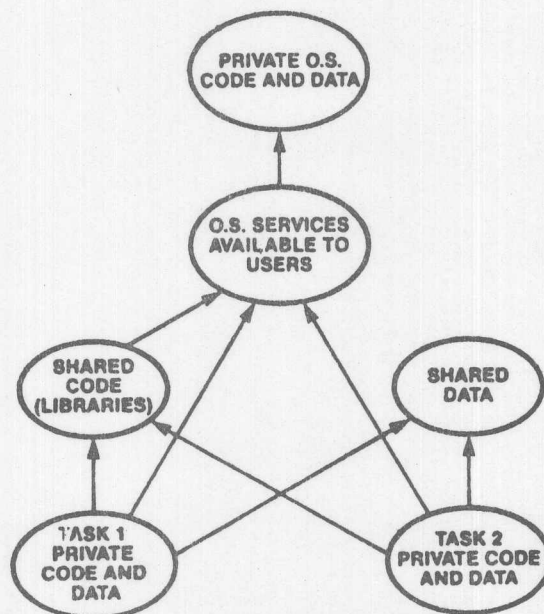 PRIVATE O.S.
CODE AND DATA
O.S. SERVICES
AVAILABLE TO
USERS
SHARED
CODE
(LIBRARIES)
SHARED
DATA
TASK 1
PRIVATE
CODE AND
DATA
TASK 2
PRIVATE CODE
AND DATA